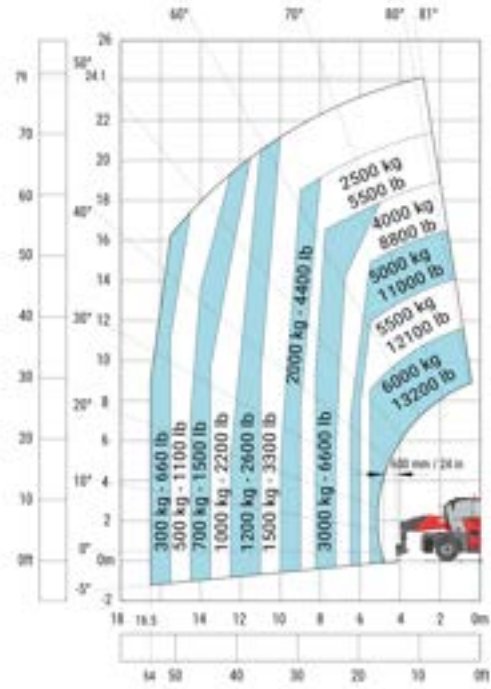 60° 70° 80° 81°
26
79 50° 24.1
22
70
20
2500 kg
5500 lb
60
18
40°
4000 kg
8800 lb
16
50
5000 kg
11000 lb
14
2000 kg - 4400 lb
40
30° 12
5500 kg
12100 lb
10
30
6000 kg
13200 lb
20° 8
20
6
600 mm / 24 in
10° 4
10
2
300 kg - 660 lb
500 kg - 1100 lb
700 kg - 1500 lb
1000 kg - 2200 lb
1200 kg - 2600 lb
1500 kg - 3300 lb
3000 kg - 6600 lb
0ft 0° 0m
-5°
-2
18 16.5 14 12 10 8 6 4 2 0m
54 50 40 30 20 10 0ft